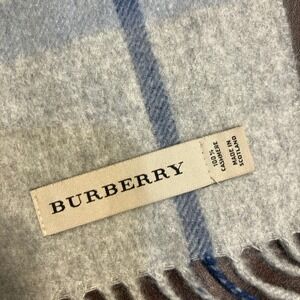 BURBERRY
100%
CASHMERE
MADE IN
SCOTLAND